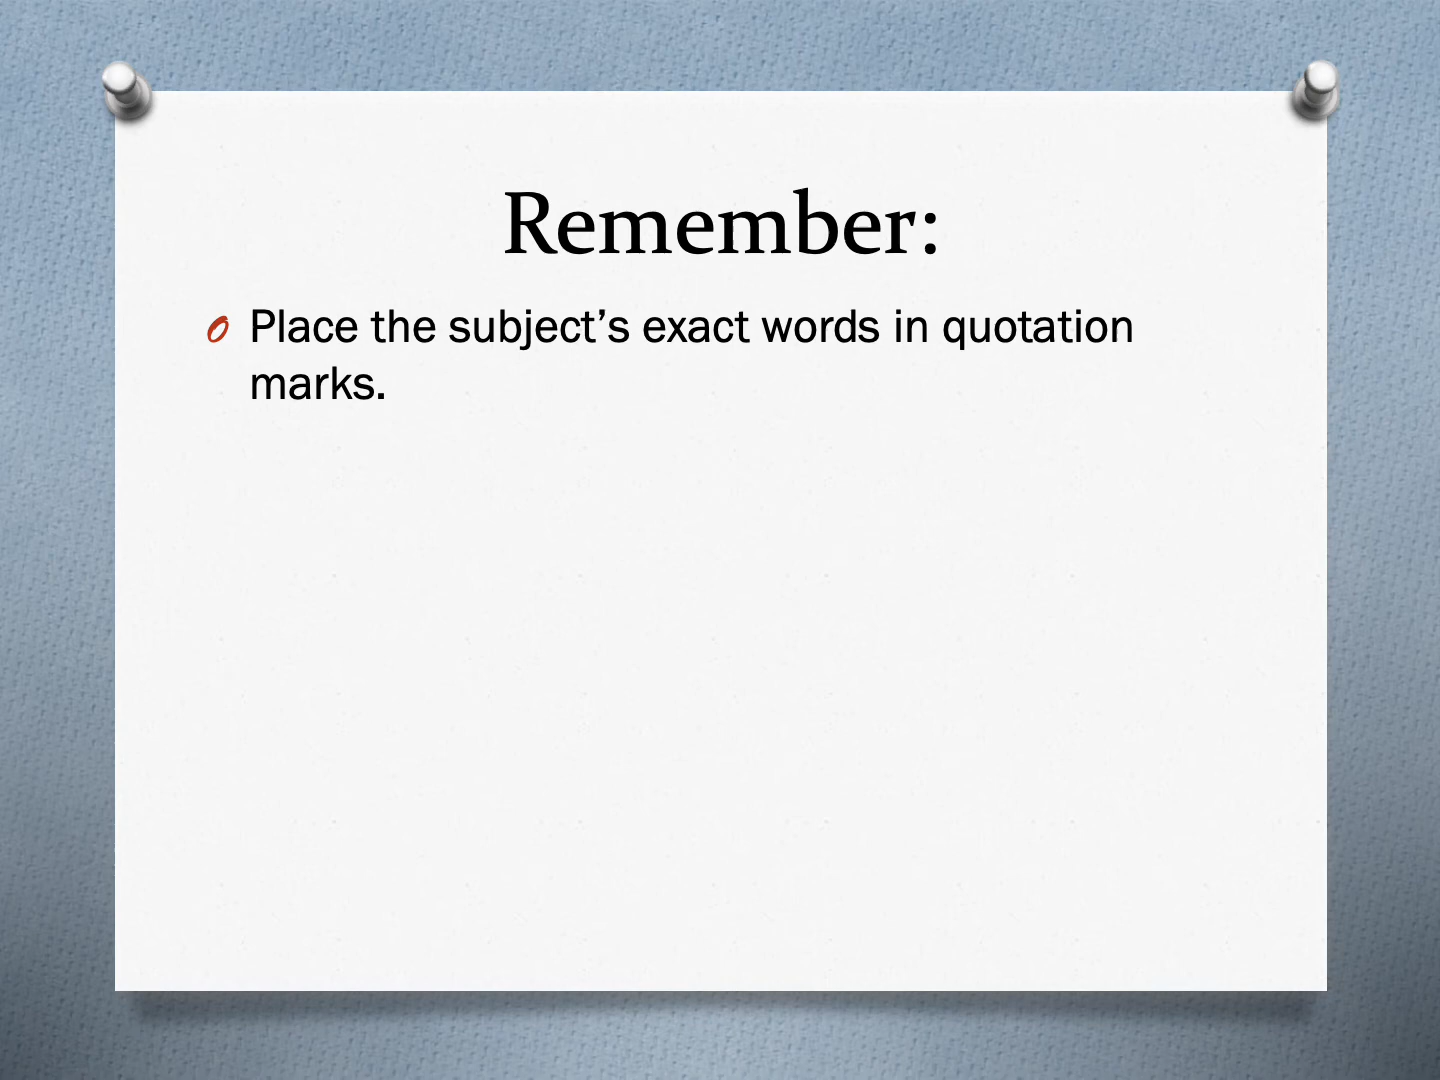 Remember:
Place the subject’s exact words in quotation
marks.